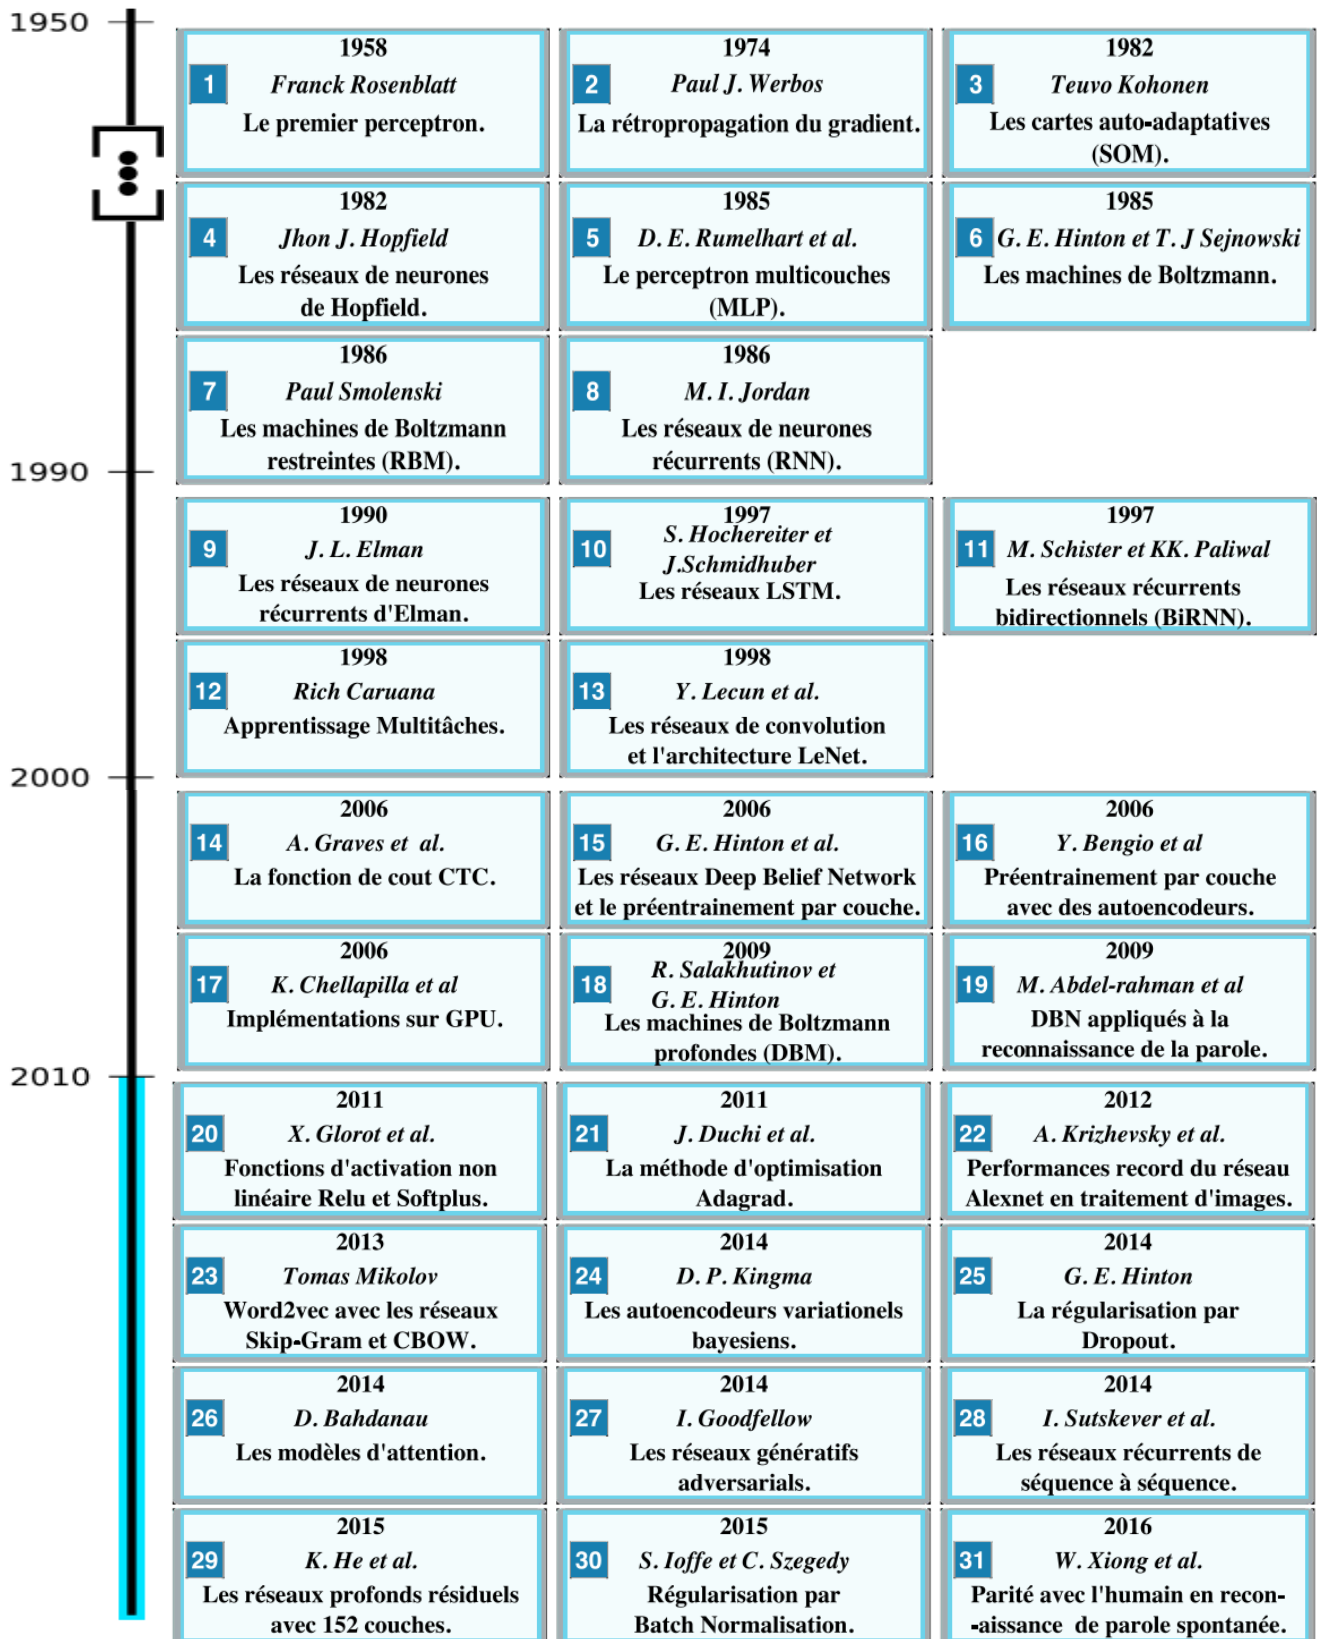 1950
1958
1
Franck Rosenblatt
Le premier perceptron.
1974
2
Paul J. Werbos
La rétropropagation du gradient.
1982
3
Teuvo Kohonen
Les cartes auto-adaptatives
(SOM).
1982
4
Jhon J. Hopfield
Les réseaux de neurones
de Hopfield.
1985
5
D. E. Rumelhart et al.
Le perceptron multicouches
(MLP).
1985
6
G. E. Hinton et T. J Sejnowski
Les machines de Boltzmann.
1986
7
Paul Smolenski
Les machines de Boltzmann
restreintes (RBM).
1986
8
M. I. Jordan
Les réseaux de neurones
récurrents (RNN).
1990
1990
9
J. L. Elman
Les réseaux de neurones
récurrents d'Elman.
1997
10
S. Hochereiter et
J.Schmidhuber
Les réseaux LSTM.
1997
11
M. Schister et KK. Paliwal
Les réseaux récurrents
bidirectionnels (BiRNN).
1998
12
Rich Caruana
Apprentissage Multitâches.
1998
13
Y. Lecun et al.
Les réseaux de convolution
et l'architecture LeNet.
2000
2006
14
A. Graves et al.
La fonction de cout CTC.
2006
15
G. E. Hinton et al.
Les réseaux Deep Belief Network
et le préentrainement par couche.
2006
16
Y. Bengio et al
Préentrainement par couche
avec des autoencodeurs.
2006
17
K. Chellapilla et al
Implémentations sur GPU.
2009
18
R. Salakhutinov et
G. E. Hinton
Les machines de Boltzmann
profondes (DBM).
2009
19
M. Abdel-rahman et al
DBN appliqués à la
reconnaissance de la parole.
2010
2011
20
X. Glorot et al.
Fonctions d'activation non
linéaire Relu et Softplus.
2011
21
J. Duchi et al.
La méthode d'optimisation
Adagrad.
2012
22
A. Krizhevsky et al.
Performances record du réseau
Alexnet en traitement d'images.
2013
23
Tomas Mikolov
Word2vec avec les réseaux
Skip-Gram et CBOW.
2014
24
D. P. Kingma
Les autoencodeurs variationels
bayesiens.
2014
25
G. E. Hinton
La régularisation par
Dropout.
2014
26
D. Bahdanau
Les modèles d'attention.
2014
27
I. Goodfellow
Les réseaux génératifs
adversarials.
2014
28
I. Sutskever et al.
Les réseaux récurrents de
séquence à séquence.
2015
29
K. He et al.
Les réseaux profonds résiduels
avec 152 couches.
2015
30
S. Ioffe et C. Szegedy
Régularisation par
Batch Normalisation.
2016
31
W. Xiong et al.
Parité avec l'humain en recon-
-aissance de parole spontanée.